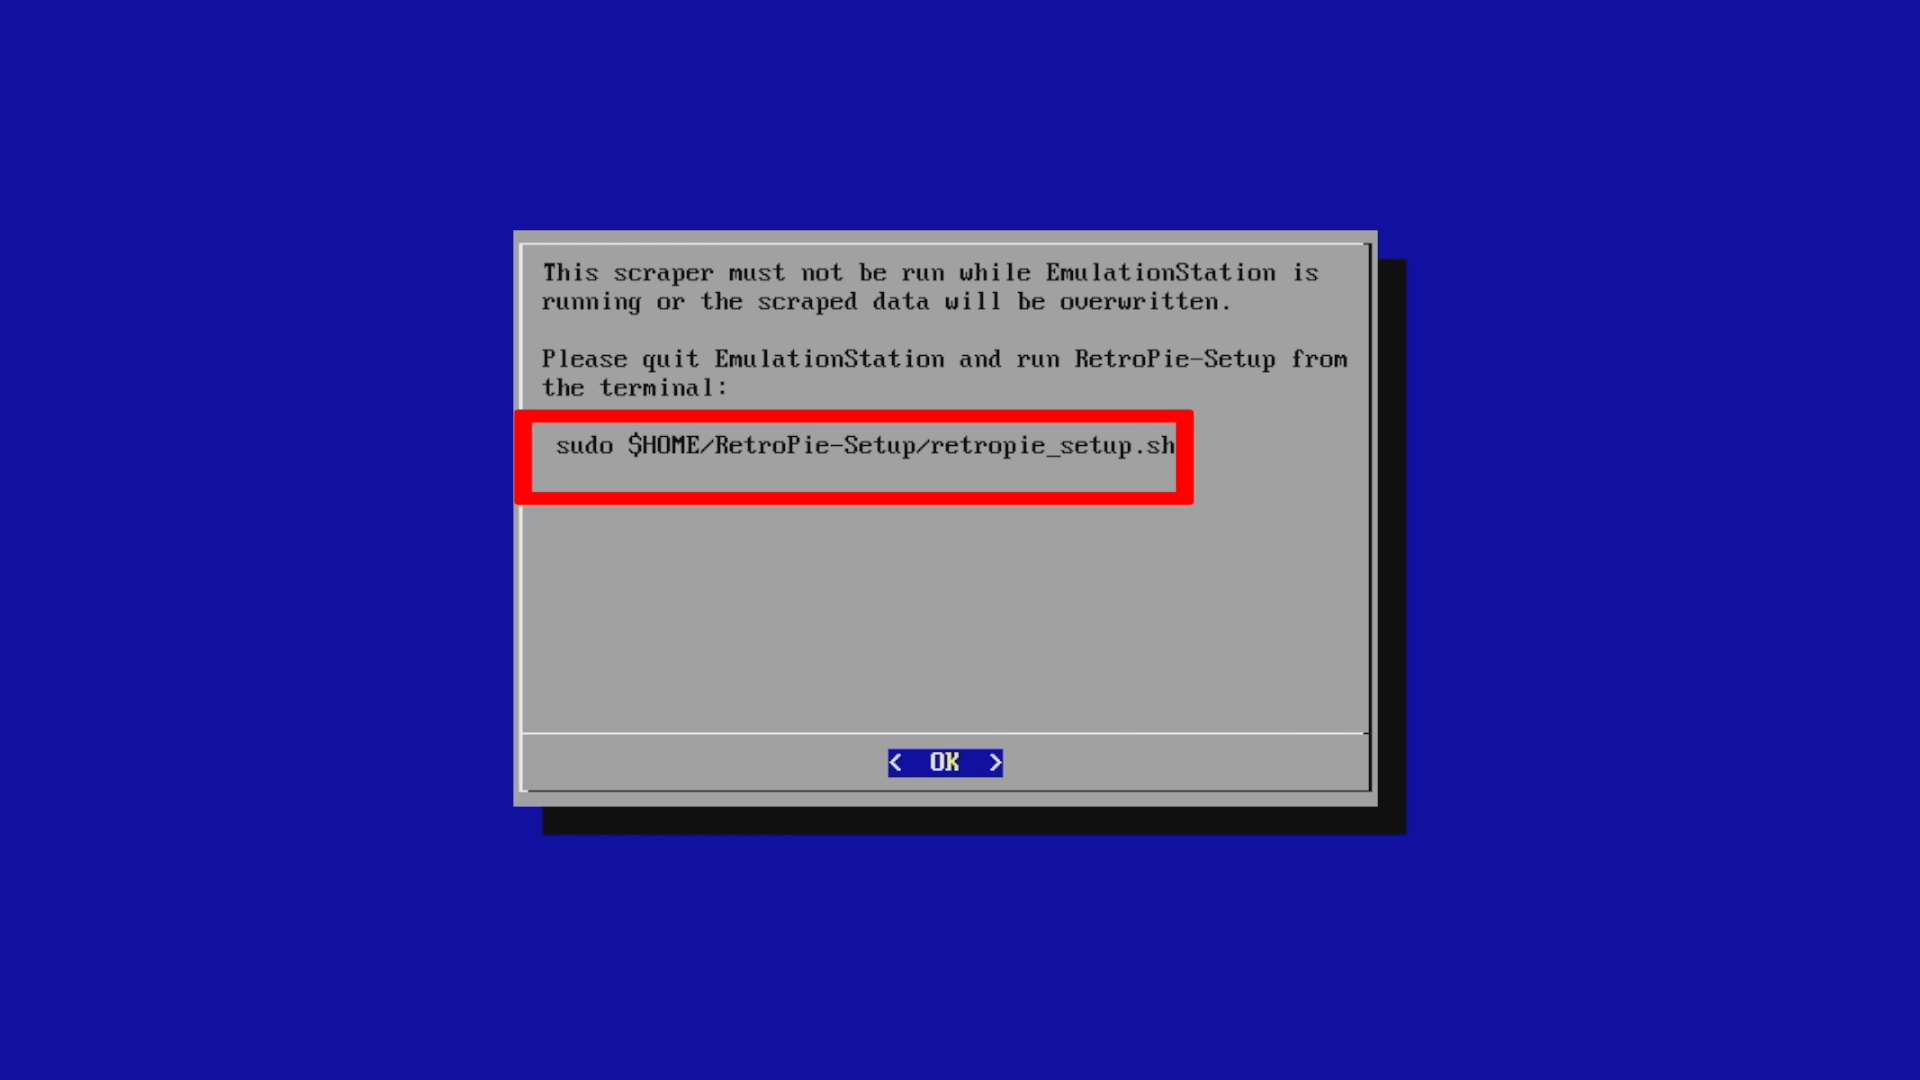 This scraper must not be run while EmulationStation is
running or the scraped data will be overwritten.
Please quit EmulationStation and run RetroPie-Setup from
the terminal:
sudo $HOME/RetroPie-Setup/retropie_setup.sh
< OK >